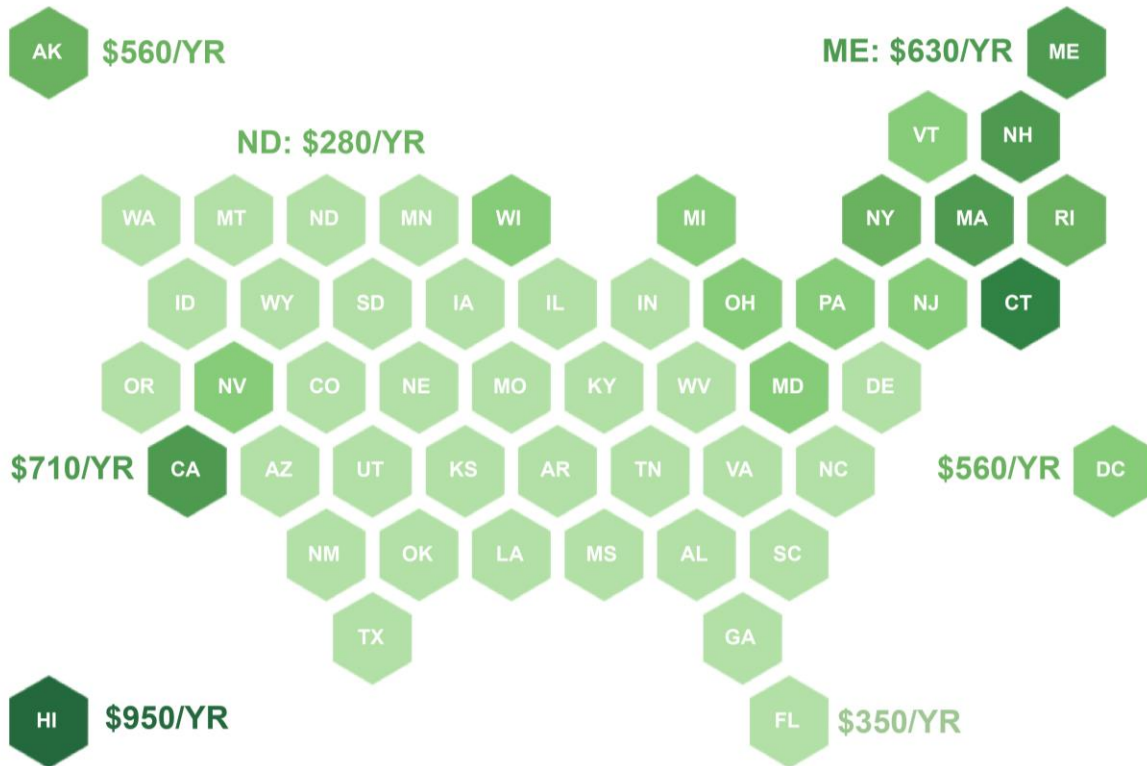 AK $560/YR ME: $630/YR ME
VT NH
ND: $280/YR
WA MT ND MN WI MI NY MA RI
ID WY SD IA IL IN OH PA NJ CT
OR NV CO NE MO KY WV MD DE
$710/YR CA AZ UT KS AR TN VA NC $560/YR DC
NM OK LA MS AL SC
TX GA
HI $950/YR FL $350/YR